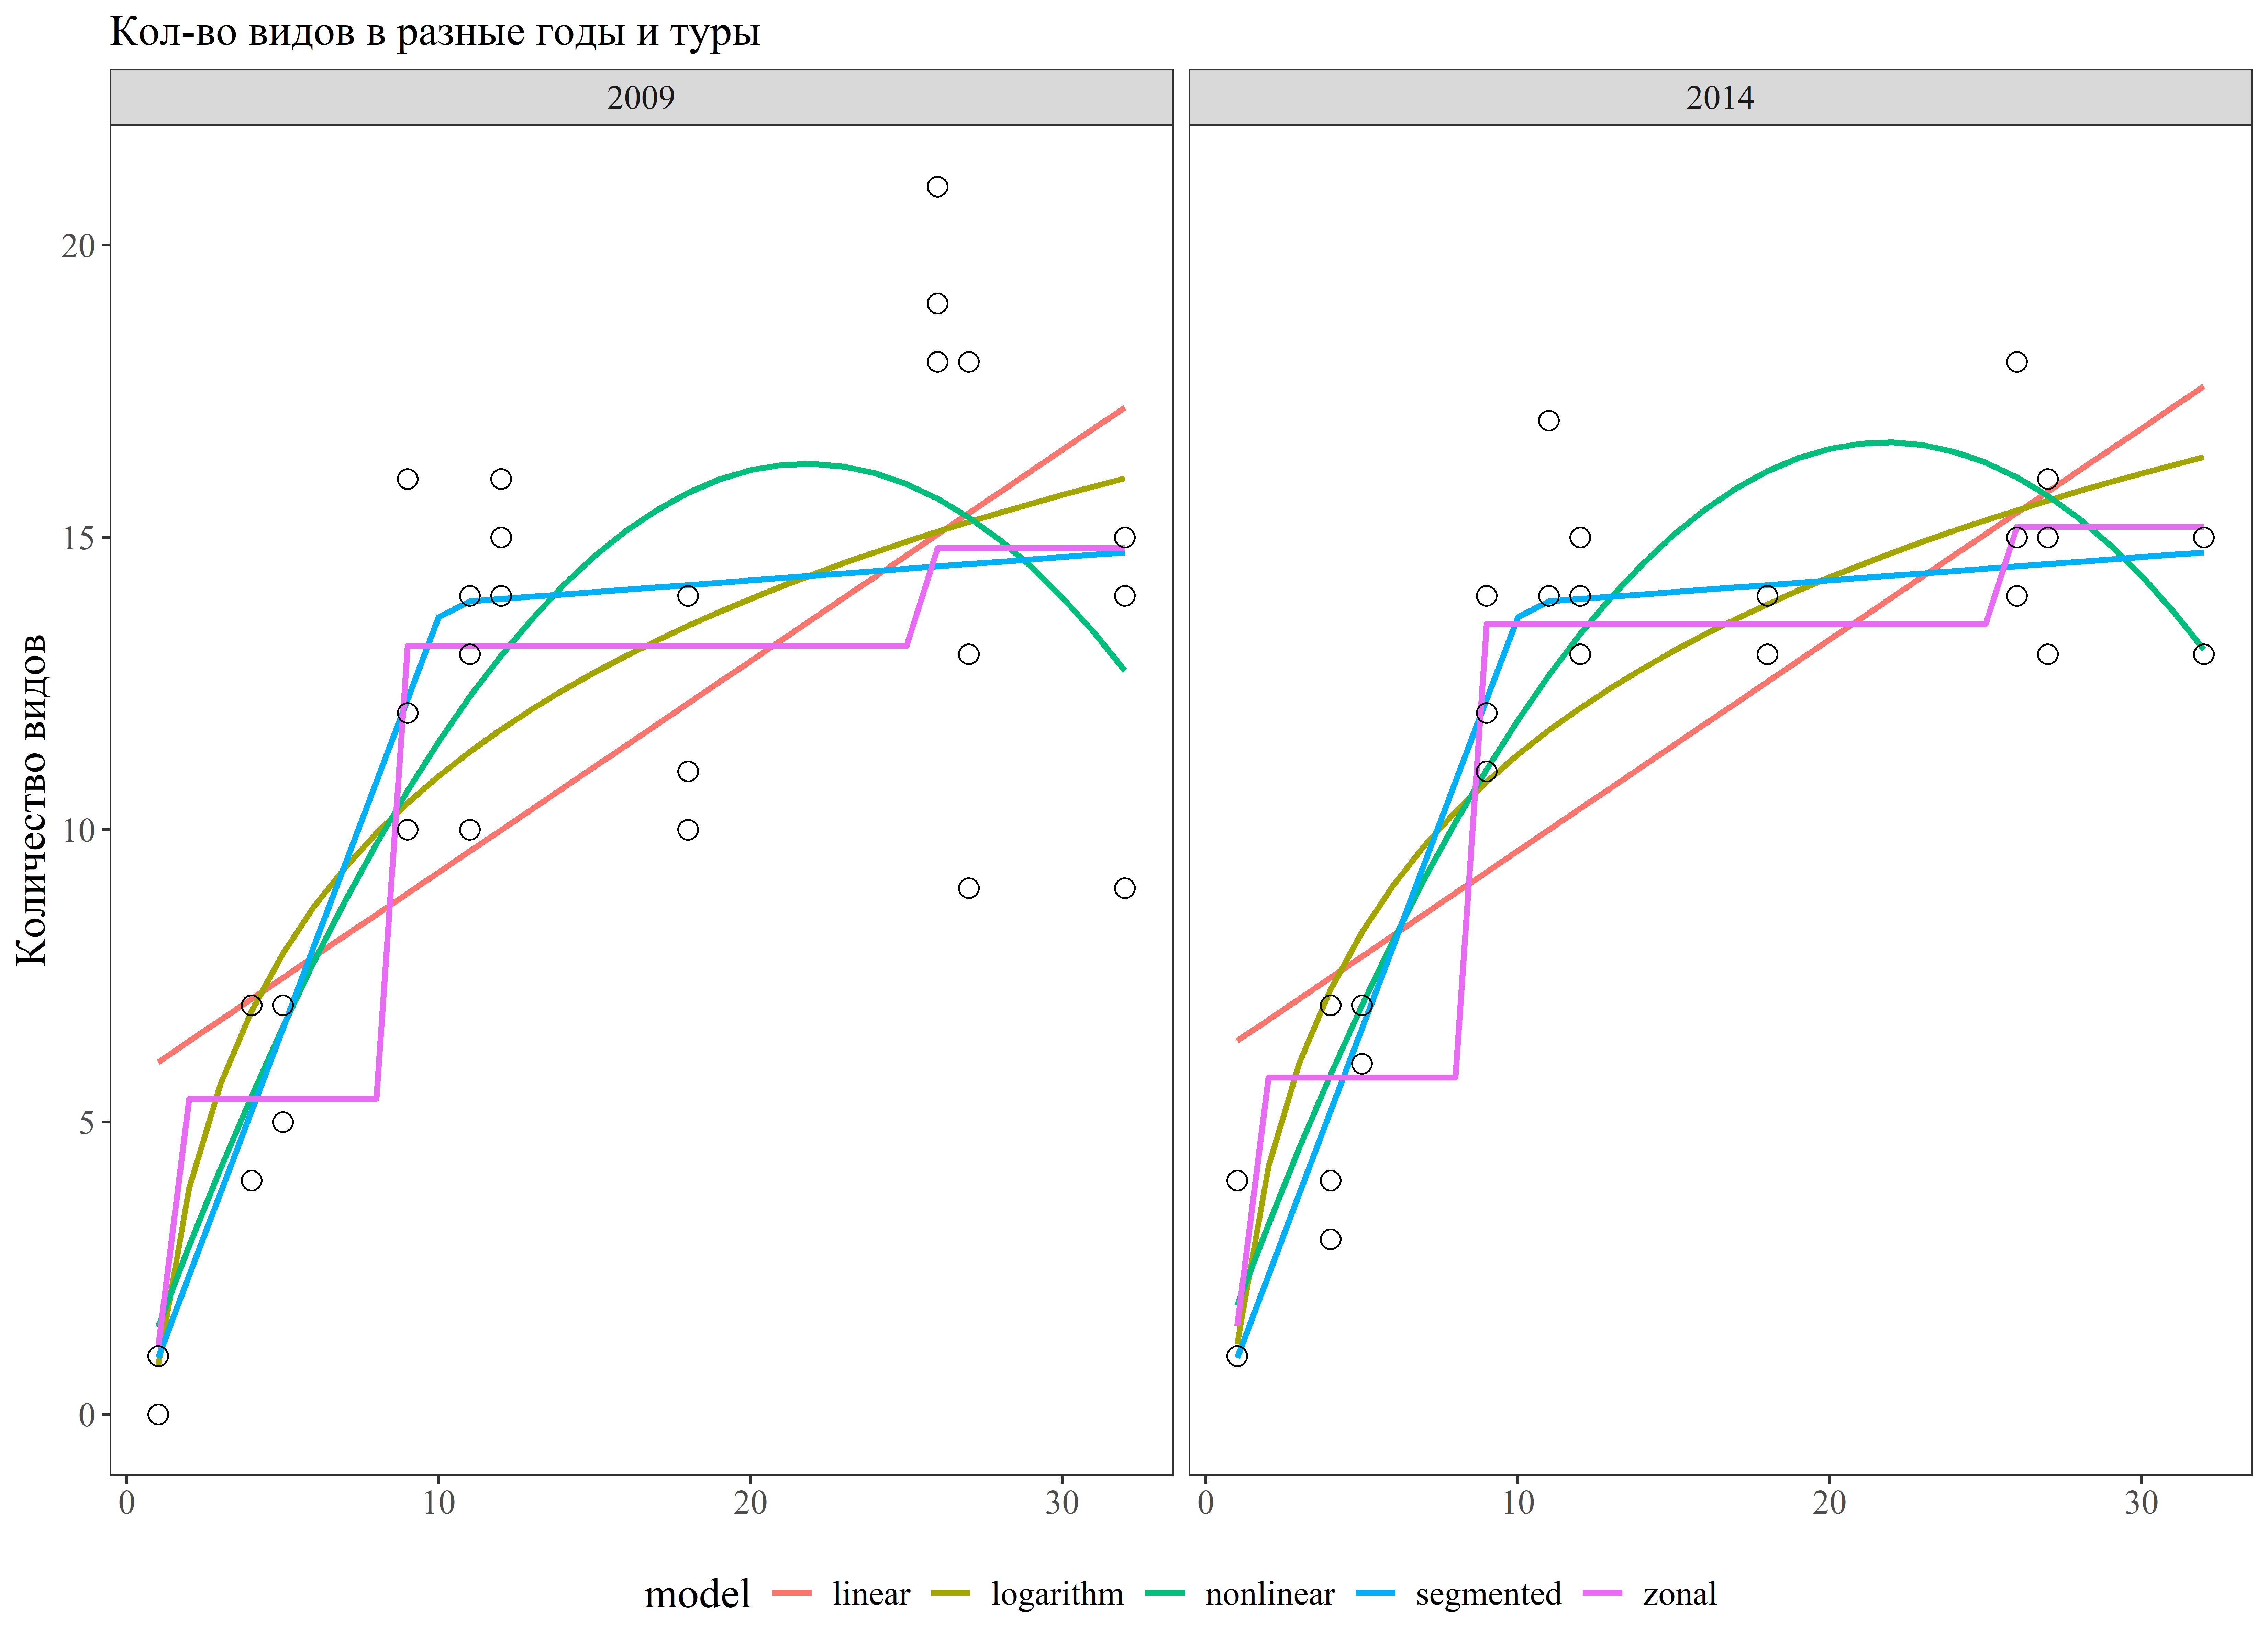 Кол-во видов в разные годы и туры
2009
2014
Количество видов
20
15
10
5
0
0
10
20
30
0
10
20
30
model
linear
logarithm
nonlinear
segmented
zonal